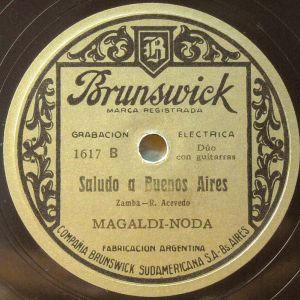 B
Brunswick
MARCA REGISTRADA
GRABACION ELECTRICA
1617 B
Dúo
con guitarras
Saludo a Buenos Aires
Zamba-R. Acevedo
MAGALDI-NODA
FABRICACION ARGENTINA
COMPAÑIA BRUNSWICK SUDAMERICANA S.A-Bs. AIRES